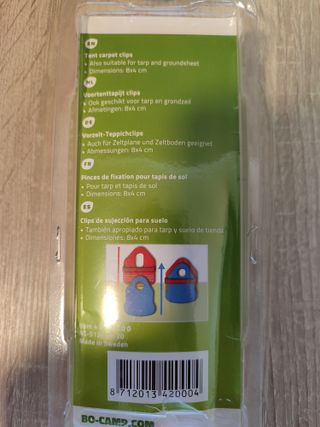 EN
Tent carpet clips
• Also suitable for tarp and groundsheet
• Dimensions: 8x4 cm
NL
Voortenttapijt clips
• Ook geschikt voor tarp en grondzeil
• Afmetingen: 8x4 cm
DE
Vorzelt-Teppichclips
• Auch für Zeltplane und Zeltboden geeignet
• Abmessungen: 8x4 cm
FR
Pinces de fixation pour tapis de sol
• Pour tarp et tapis de sol
• Dimensions: 8x4 cm
ES
Clips de sujección para suelo
• También apropiado para tarp y suelo de tienda
• Dimensiones: 8x4 cm
Made in Sweden
8 712013 420004
BO-CAMP.COM